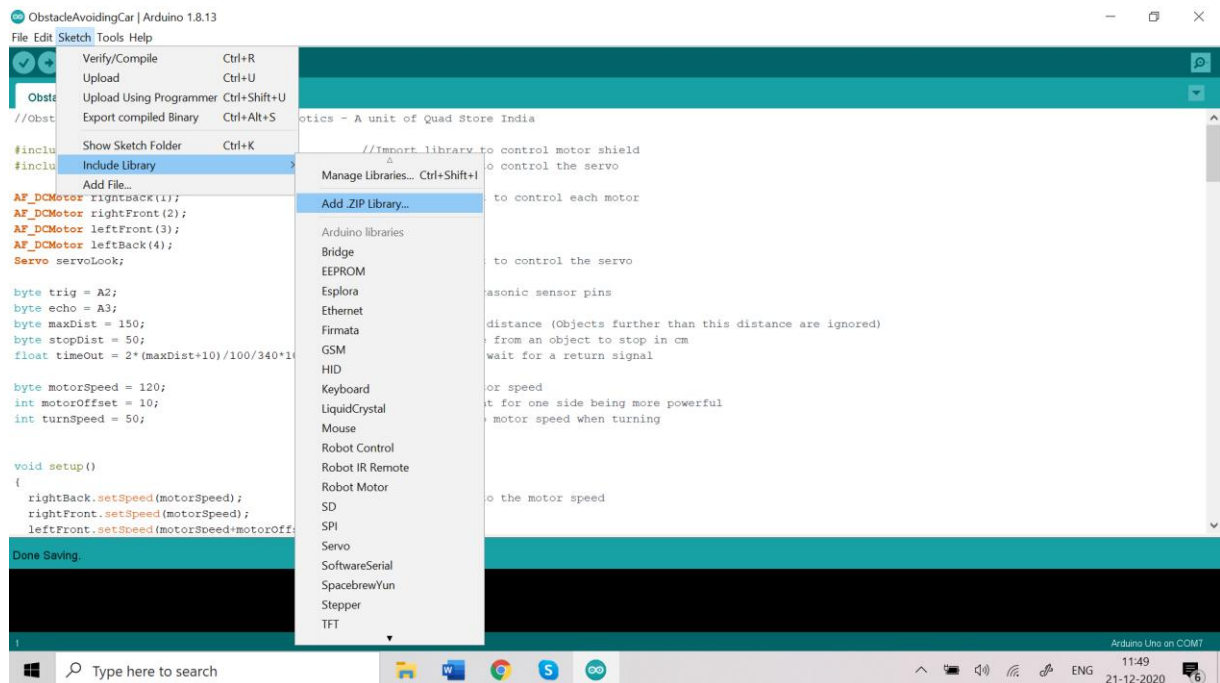 ObstacleAvoidingCar | Arduino 1.8.13
File Edit Sketch Tools Help
Verify/Compile Ctrl+R
Upload Ctrl+U
Upload Using Programmer Ctrl+Shift+U
Export compiled Binary Ctrl+Alt+S
Show Sketch Folder Ctrl+K
Include Library
Add File...
Manage Libraries... Ctrl+Shift+I
Add .ZIP Library...
Arduino libraries
Bridge
EEPROM
Esplora
Ethernet
Firmata
GSM
HID
Keyboard
LiquidCrystal
Mouse
Robot Control
Robot IR Remote
Robot Motor
SD
SPI
Servo
SoftwareSerial
SpacebrewYun
Stepper
TFT
Obsta
//Obst otics - A unit of Quad Store India
#inclu //Import library to control motor shield
#inclu o control the servo
AF_DCMotor rightBack(1); to control each motor
AF_DCMotor rightFront(2);
AF_DCMotor leftFront(3);
AF_DCMotor leftBack(4);
Servo servoLook; to control the servo
byte trig = A2; asonic sensor pins
byte echo = A3;
byte maxDist = 150; distance (Objects further than this distance are ignored)
byte stopDist = 50; from an object to stop in cm
float timeOut = 2*(maxDist+10)/100/340*1 wait for a return signal
byte motorSpeed = 120; or speed
int motorOffset = 10; t for one side being more powerful
int turnSpeed = 50; motor speed when turning
void setup()
{
rightBack.setSpeed(motorSpeed); o the motor speed
rightFront.setSpeed(motorSpeed);
leftFront.setSpeed(motorSpeed+motorOff
Done Saving.
1 Arduino Uno on COM7
Type here to search
W S ENG 11:49
21-12-2020 6